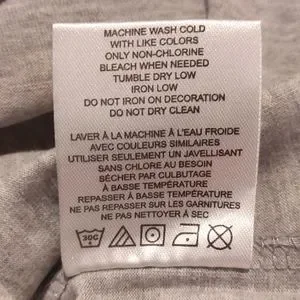 MACHINE WASH COLD
WITH LIKE COLORS
ONLY NON-CHLORINE
BLEACH WHEN NEEDED
TUMBLE DRY LOW
IRON LOW
DO NOT IRON ON DECORATION
DO NOT DRY CLEAN
LAVER À LA MACHINE À L'EAU FROIDE
AVEC COULEURS SIMILAIRES
UTILISER SEULEMENT UN JAVELLISANT
SANS CHLORE AU BESOIN
SÉCHER PAR CULBUTAGE
À BASSE TEMPÉRATURE
REPASSER À BASSE TEMPÉRATURE
NE PAS REPASSER SUR LES GARNITURES
NE PAS NETTOYER À SEC
30C